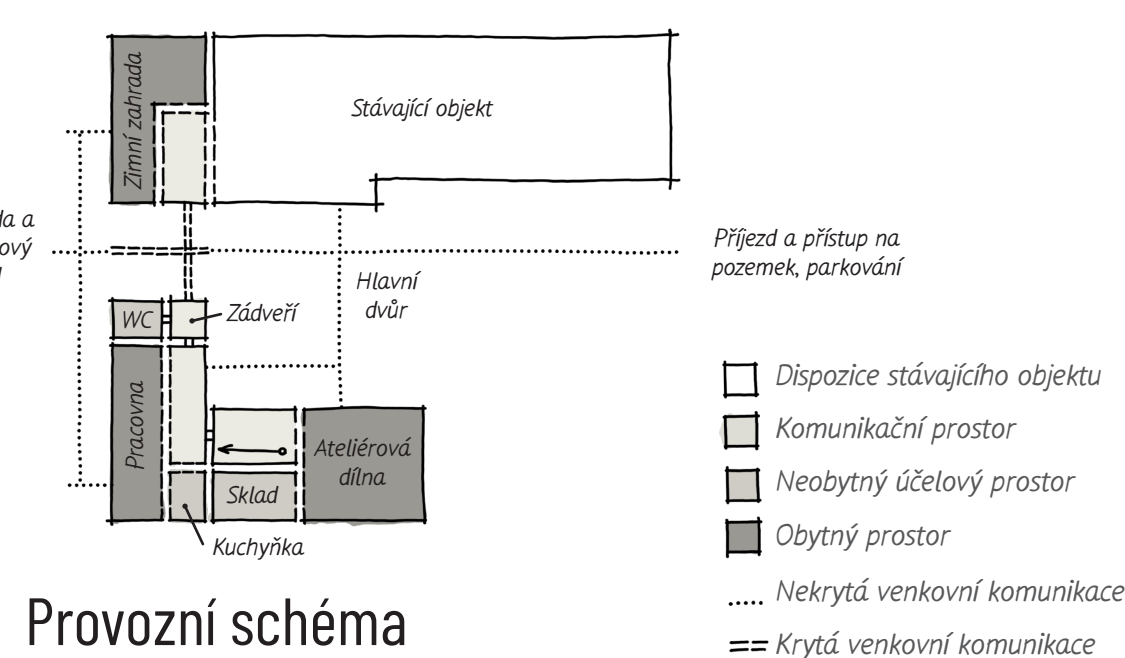 Zimní zahrada
Stávající objekt
da a
ový
Příjezd a přístup na
pozemek, parkování
Hlavní
dvůr
WC
Zádveří
Pracovna
Ateliérová
dílna
Sklad
Kuchyňka
Dispozice stávajícího objektu
Komunikační prostor
Neobytný účelový prostor
Obytný prostor
Nekrytá venkovní komunikace
Krytá venkovní komunikace
Provozní schéma